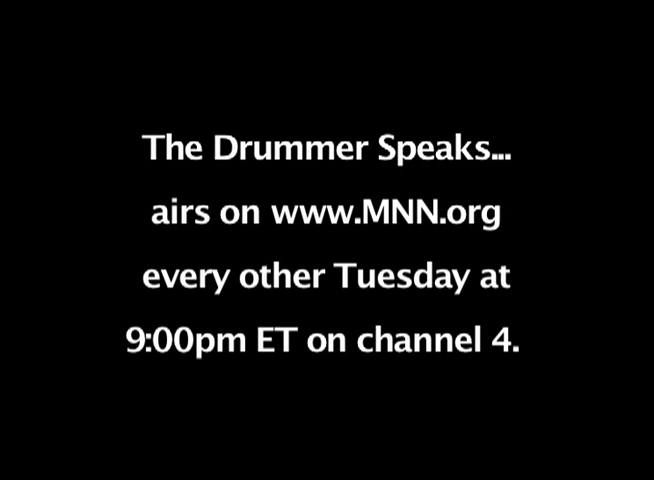 The Drummer Speaks...
airs on www.MNN.org
every other Tuesday at
9:00pm ET on channel 4.